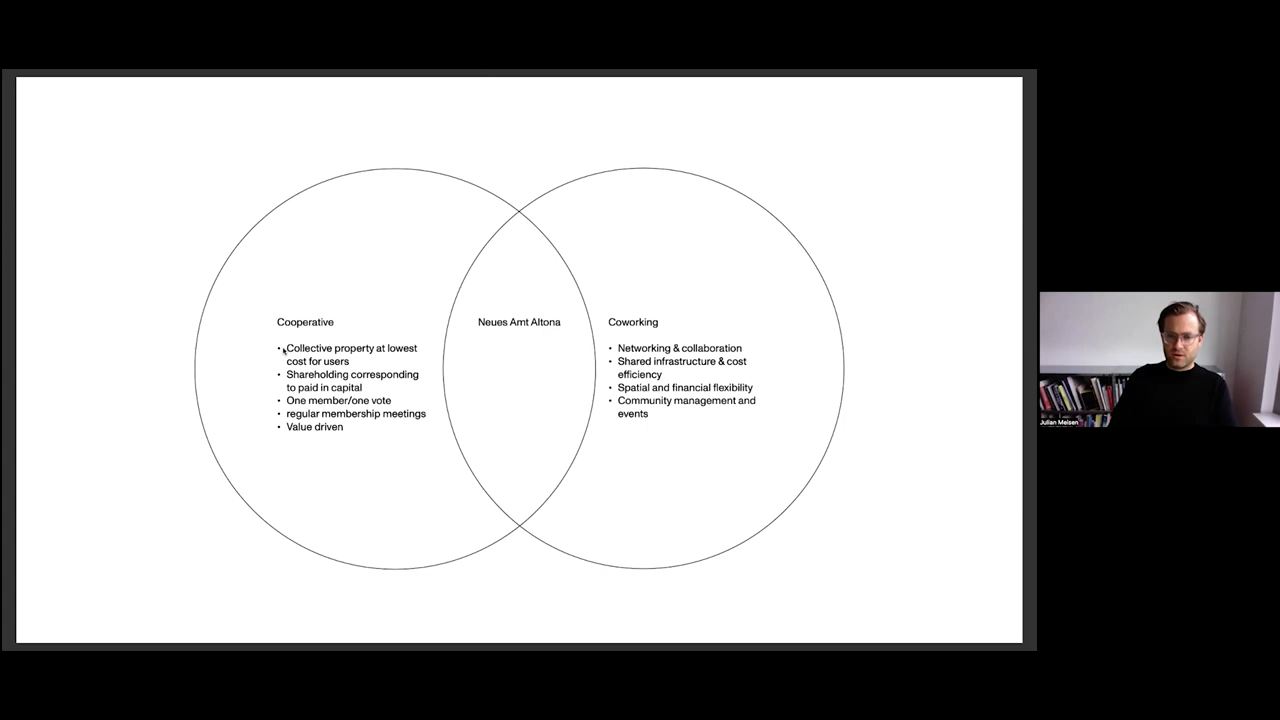 Cooperative
• Collective property at lowest
cost for users
• Shareholding corresponding
to paid in capital
• One member/one vote
• regular membership meetings
• Value driven
Neues Amt Altona
Coworking
• Networking & collaboration
• Shared infrastructure & cost
efficiency
• Spatial and financial flexibility
• Community management and
events
Julian Meisen